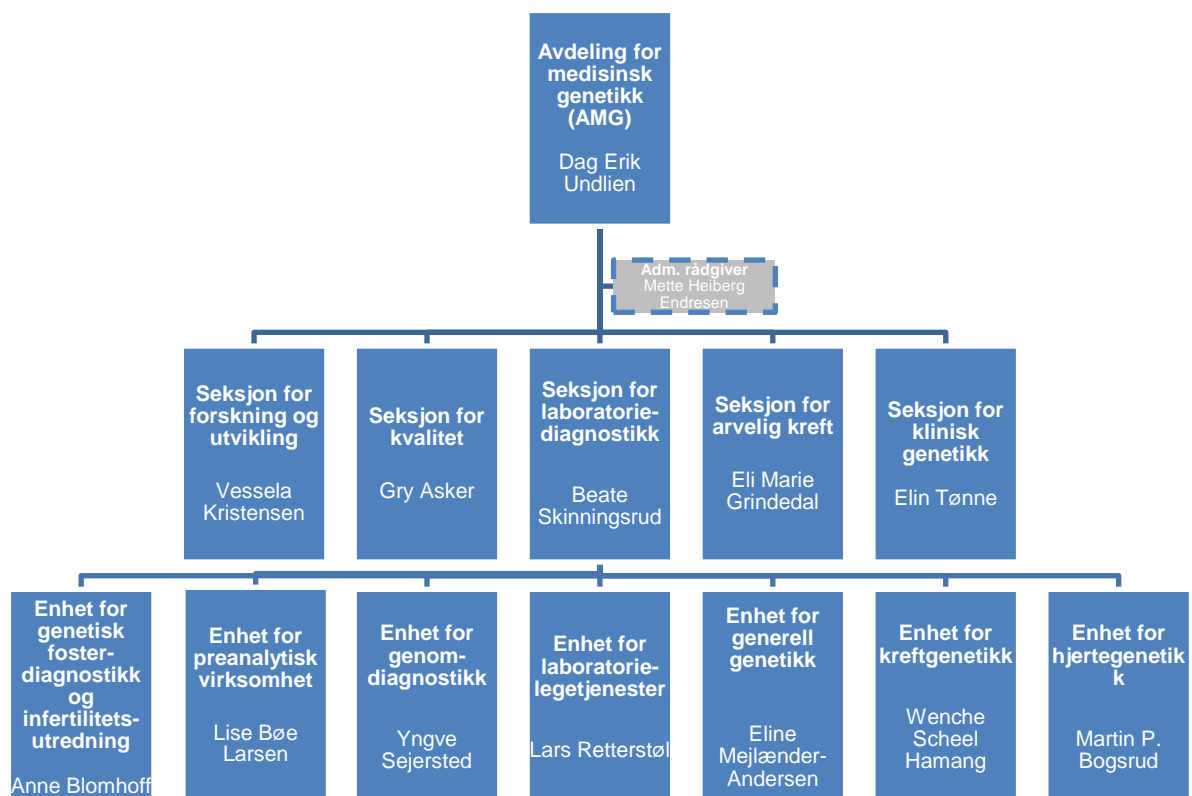 Avdeling for
medisinsk
genetikk
(AMG)
Dag Erik
Undlien
Adm. rådgiver
Mette Heiberg
Endresen
Seksjon for
forskning og
utvikling
Vessela
Kristensen
Seksjon for
kvalitet
Gry Asker
Seksjon for
laboratorie-
diagnostikk
Beate
Skinningsrud
Seksjon for
arvelig kreft
Eli Marie
Grindedal
Seksjon for
klinisk
genetikk
Elin Tønne
Enhet for
genetisk
foster-
diagnostikk
og
infertilitets-
utredning
Anne Blomhoff
Enhet for
preanalytisk
virksomhet
Lise Bøe
Larsen
Enhet for
genom-
diagnostikk
Yngve
Sejersted
Enhet for
laboratorie-
legetjenester
Lars Retterstøl
Enhet for
generell
genetikk
Eline
Mejlænder-
Andersen
Enhet for
kreftgenetikk
Wenche
Scheel
Hamang
Enhet for
hjertegenetik
k
Martin P.
Bogsrud